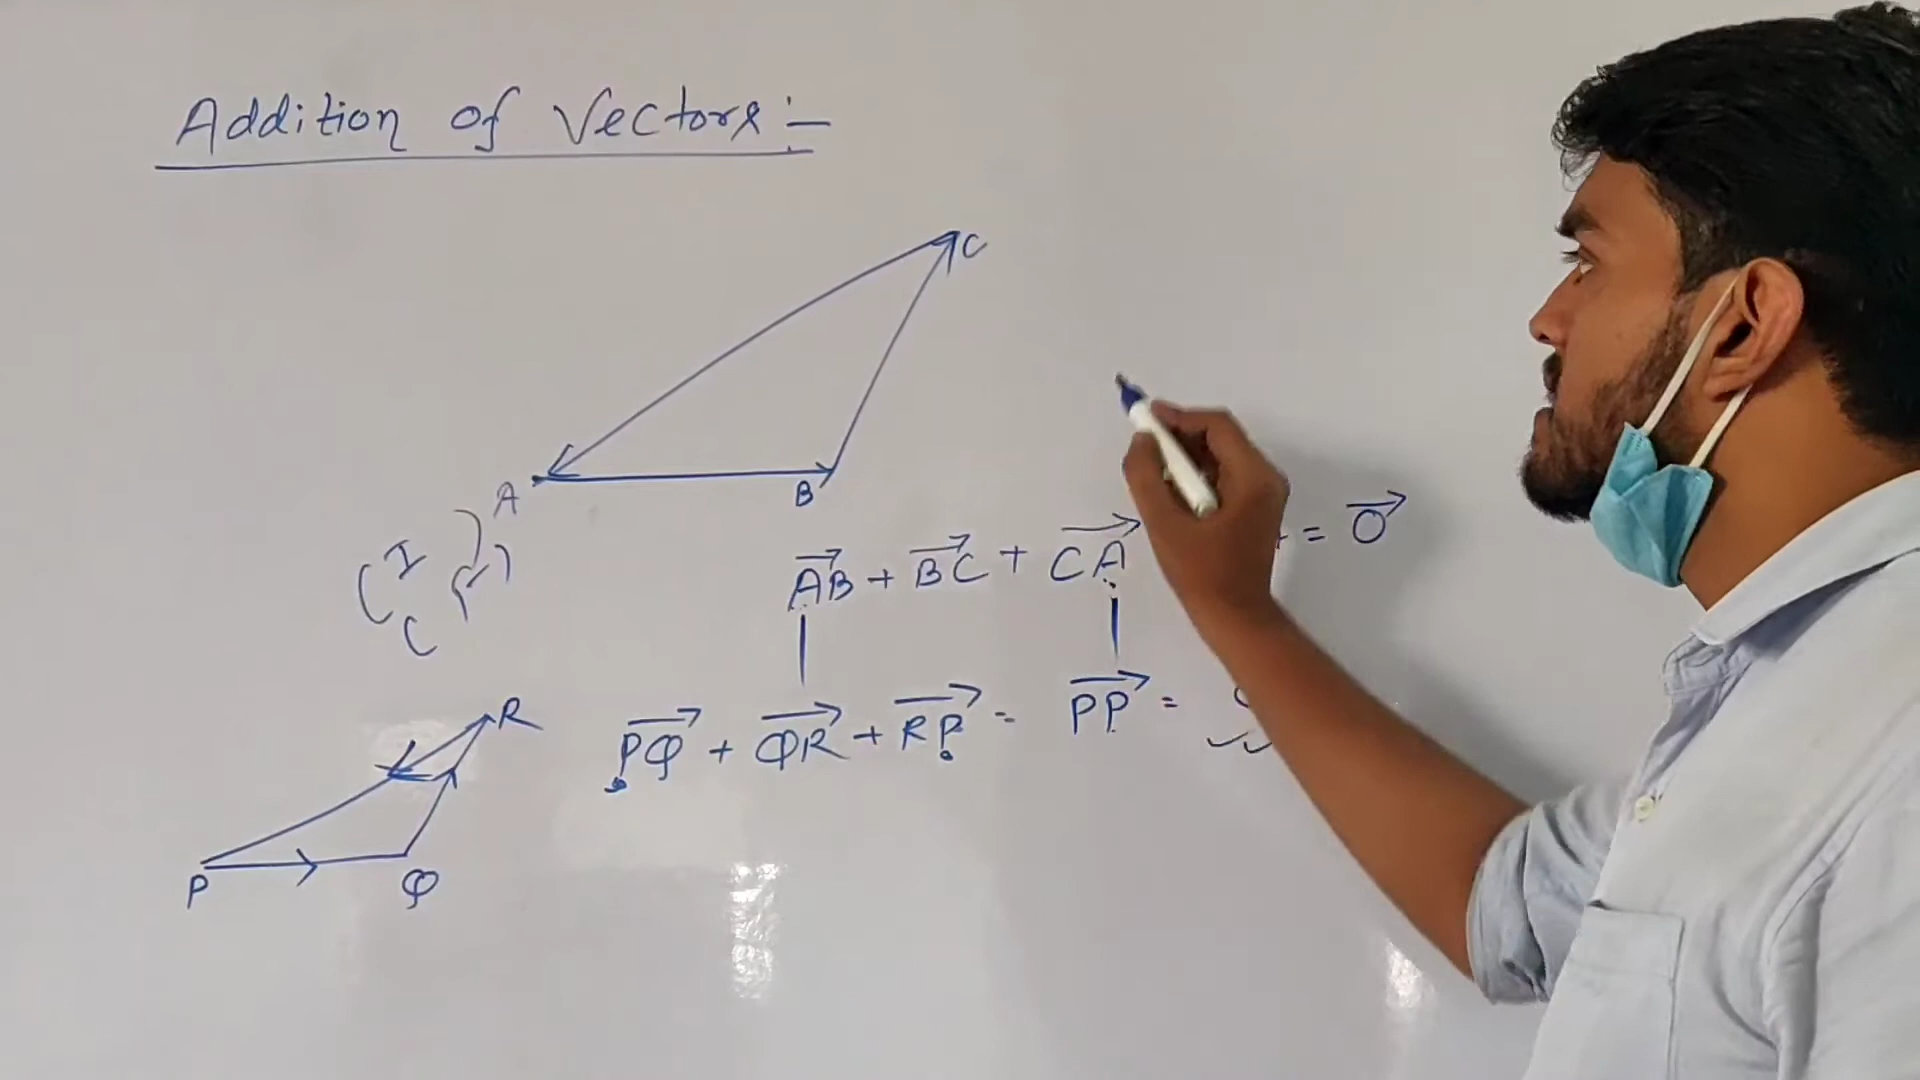 Addition of Vectors :-
C
A
B
AB + BC + CA = O
R
PQ + QR + RP = PP =
P
Q